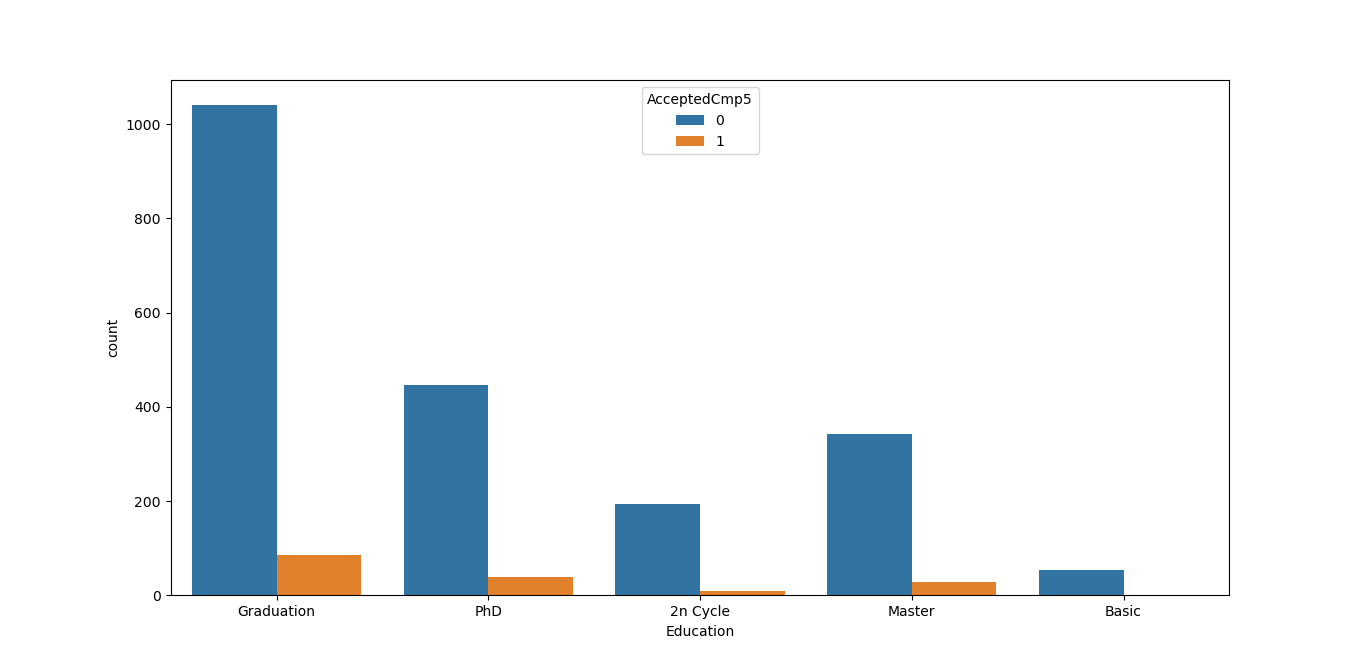 AcceptedCmp5
0
1
1000
800
600
400
200
0
count
Graduation
PhD
2n Cycle
Master
Basic
Education